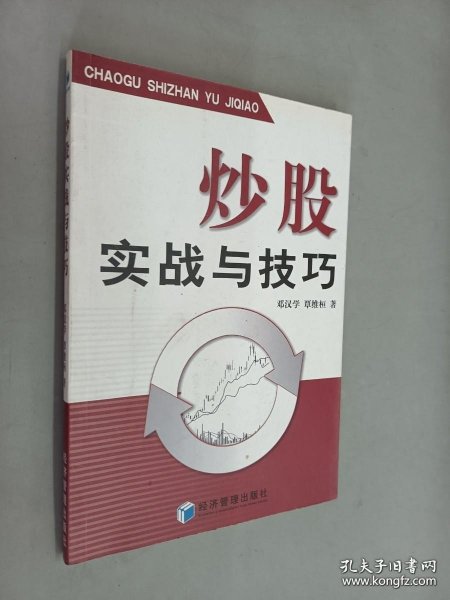 CHAOGU SHIZHAN YU JIQIAO
炒股
实战与技巧
邓汉学 覃维桓 著
经济管理出版社
孔夫子旧书网
www.kongfz.com